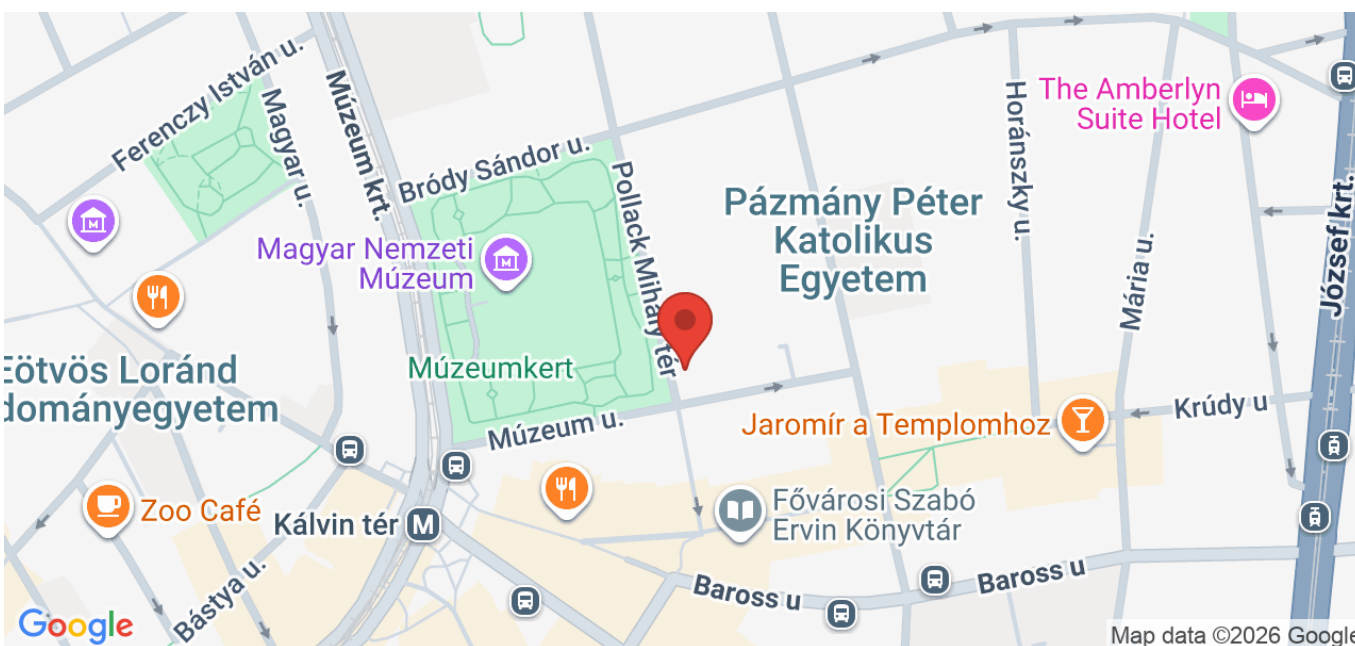 Ferenczy István u.
Magyar u.
Múzeum krt.
Bródy Sándor u.
Pollack Mihály tér
Magyar Nemzeti
Múzeum
Múzeumkert
Múzeum u.
Pázmány Péter
Katolikus
Egyetem
Horánszky u.
Mária u.
The Amberlyn
Suite Hotel
József krt.
Eötvös Loránd
dományegyetem
Jaromír a Templomhoz
Krúdy u
Zoo Café
Kálvin tér
M
Fővárosi Szabó
Ervin Könyvtár
Bástya u.
Baross u
Baross u
Google
Map data ©2026 Google